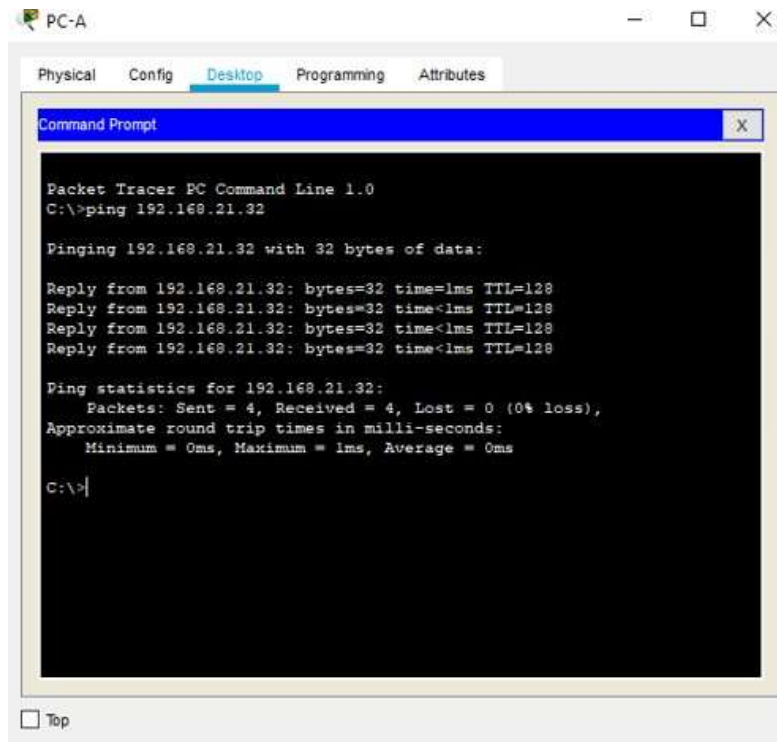 PC-A
Physical Config Desktop Programming Attributes
Command Prompt
X
Packet Tracer PC Command Line 1.0
C:\>ping 192.168.21.32
Pinging 192.168.21.32 with 32 bytes of data:
Reply from 192.168.21.32: bytes=32 time=1ms TTL=128
Reply from 192.168.21.32: bytes=32 time<1ms TTL=128
Reply from 192.168.21.32: bytes=32 time<1ms TTL=128
Reply from 192.168.21.32: bytes=32 time<1ms TTL=128
Ping statistics for 192.168.21.32:
Packets: Sent = 4, Received = 4, Lost = 0 (0% loss),
Approximate round trip times in milli-seconds:
Minimum = 0ms, Maximum = 1ms, Average = 0ms
C:\>
Top